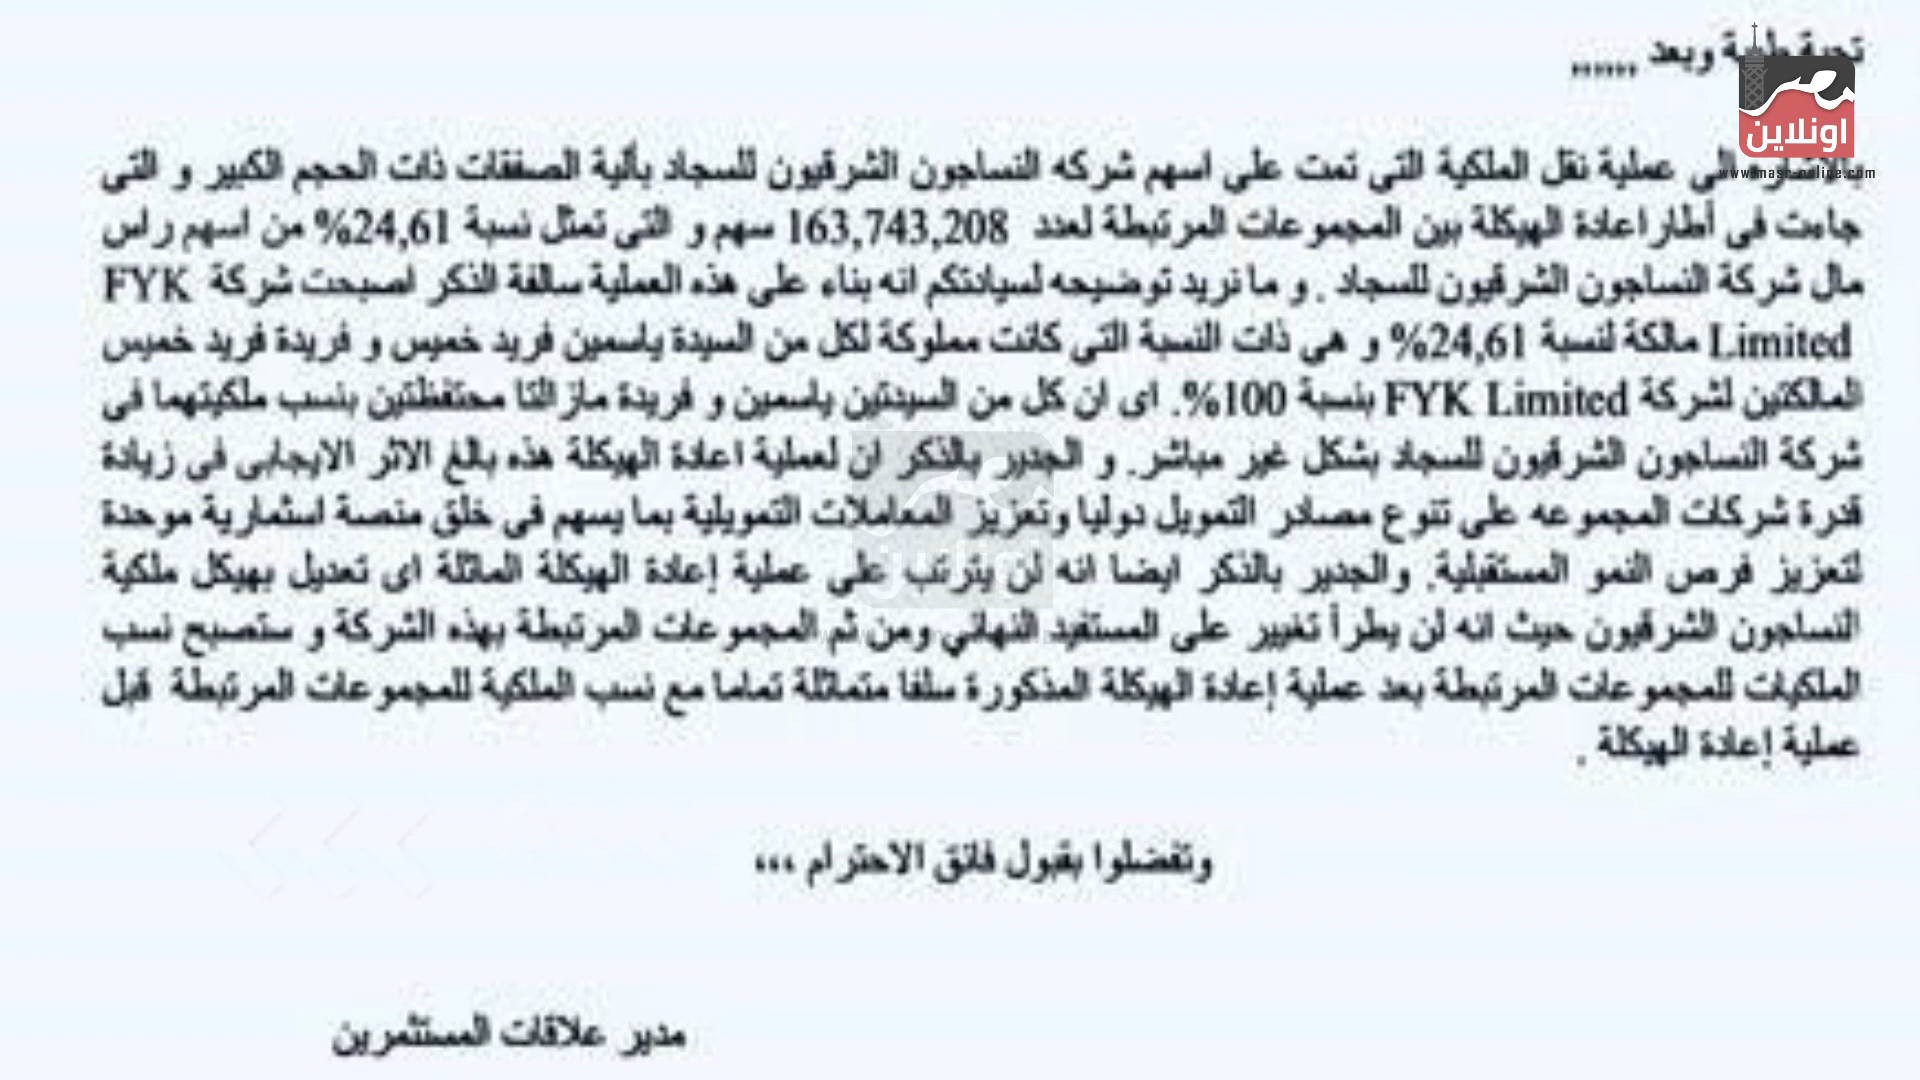 تحية طيبة وبعد ,,,,,,
مصر
اونلاين
www.masr-online.com
بالاشارة الى عملية نقل الملكية التى تمت على اسهم شركه النساجون الشرقيون للسجاد بألية الصفقات ذات الحجم الكبير و التى
جاءت فى أطار اعادة الهيكلة بين المجموعات المرتبطة لعدد 163,743,208 سهم و التى تمثل نسبة 24,61% من اسهم راس
مال شركة النساجون الشرقيون للسجاد . و ما نريد توضيحه لسيادتكم انه بناء على هذه العملية سالفة الذكر اصبحت شركة FYK
Limited مالكة لنسبة 24,61% و هى ذات النسبة التى كانت مملوكة لكل من السيدة ياسمين فريد خميس و فريدة فريد خميس
المالكتين لشركة FYK Limited بنسبة 100%. اى ان كل من السيدتين ياسمين و فريدة مازالتا محتفظتين بنسب ملكيتهما فى
شركة النساجون الشرقيون للسجاد بشكل غير مباشر. و الجدير بالذكر ان لعملية اعادة الهيكلة هذه بالغ الاثر الايجابى فى زيادة
قدرة شركات المجموعه على تنوع مصادر التمويل دوليا وتعزيز المعاملات التمويلية بما يسهم فى خلق منصة اسثمارية موحدة
لتعزيز فرص النمو المستقبلية. والجدير بالذكر ايضا انه لن يترتب على عملية إعادة الهيكلة الماثلة اى تعديل بهيكل ملكية
النساجون الشرقيون حيث انه لن يطرأ تغيير على المستفيد النهائي ومن ثم المجموعات المرتبطة بهذه الشركة و ستصبح نسب
الملكيات للمجموعات المرتبطة بعد عملية إعادة الهيكلة المذكورة سلفا متماثلة تماما مع نسب الملكية للمجموعات المرتبطة قبل
عملية إعادة الهيكلة .
وتفضلوا بقبول فائق الاحترام ،،،
مدير علاقات المستثمرين